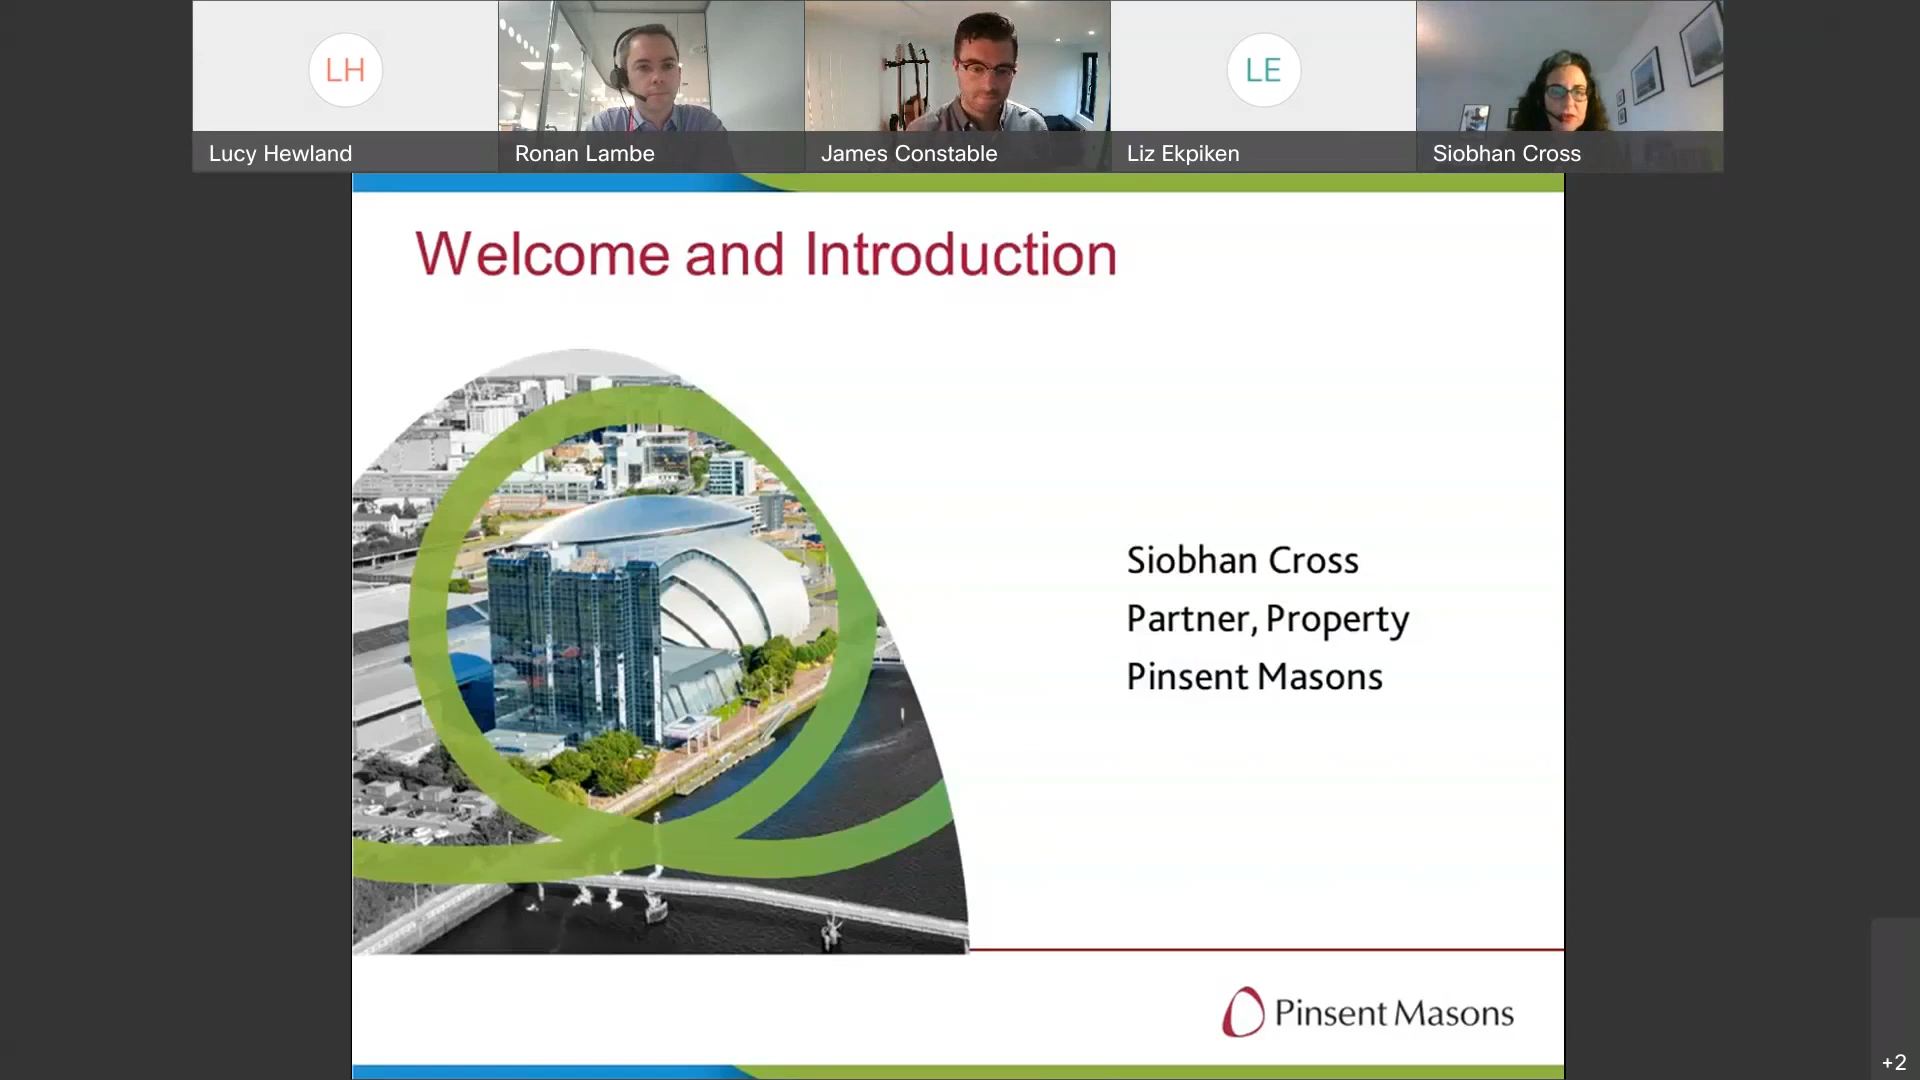 LH
LE
Lucy Hewland
Ronan Lambe
James Constable
Liz Ekpiken
Siobhan Cross
Welcome and Introduction
Siobhan Cross
Partner, Property
Pinsent Masons
Pinsent Masons
+2